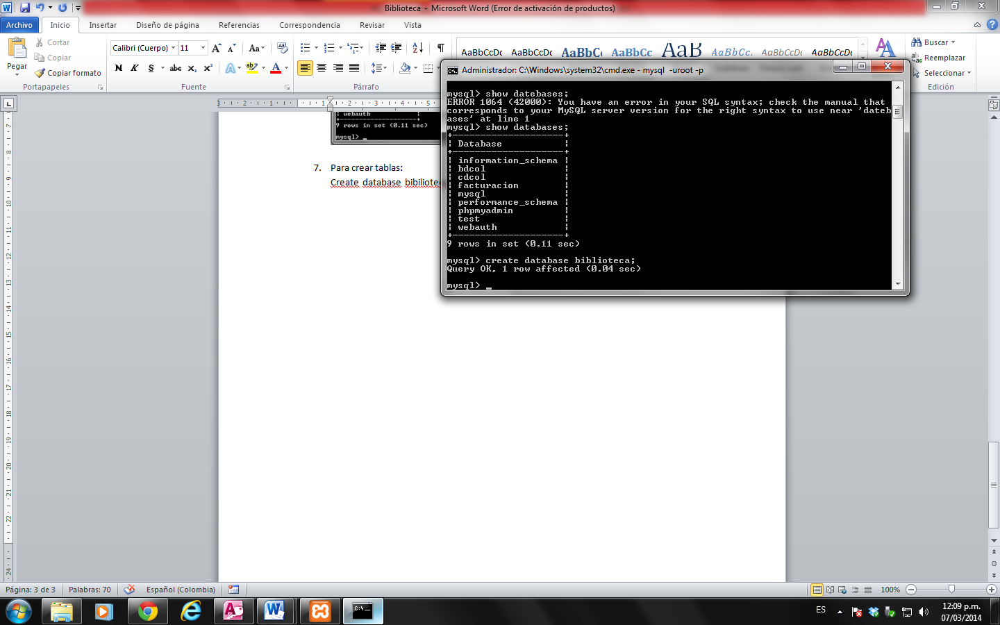 Biblioteca - Microsoft Word (Error de activación de productos)
Archivo Inicio Insertar Diseño de página Referencias Correspondencia Revisar Vista
Pegar
Cortar
Copiar
Copiar formato
Portapapeles
Calibri (Cuerpo) 11
N K S abc x₂ x²
Fuente
Párrafo
AaBbCcDc AaBbCcDc AaBbC AaBbCc AaB AaBbCc. AaBbCcDc AaBbCcDc
Buscar
Reemplazar
Seleccionar
Edición
Administrador: C:\Windows\system32\cmd.exe - mysql -uroot -p
mysql> show datebases;
ERROR 1064 (42000): You have an error in your SQL syntax; check the manual that
corresponds to your MySQL server version for the right syntax to use near 'dateb
ases' at line 1
mysql> show databases;
+--------------------+
| Database |
+--------------------+
| information_schema |
| bdcol |
| cdcol |
| facturacion |
| mysql |
| performance_schema |
| phpmyadmin |
| test |
| webauth |
+--------------------+
9 rows in set (0.11 sec)
mysql> create database biblioteca;
Query OK, 1 row affected (0.04 sec)
mysql> _
| webauth |
+--------------------+
9 rows in set (0.11 sec)
mysql> _
7. Para crear tablas:
Create database bibiliotec
Página: 3 de 3 Palabras: 70 Español (Colombia) 100%
ES 12:09 p.m.
07/03/2014